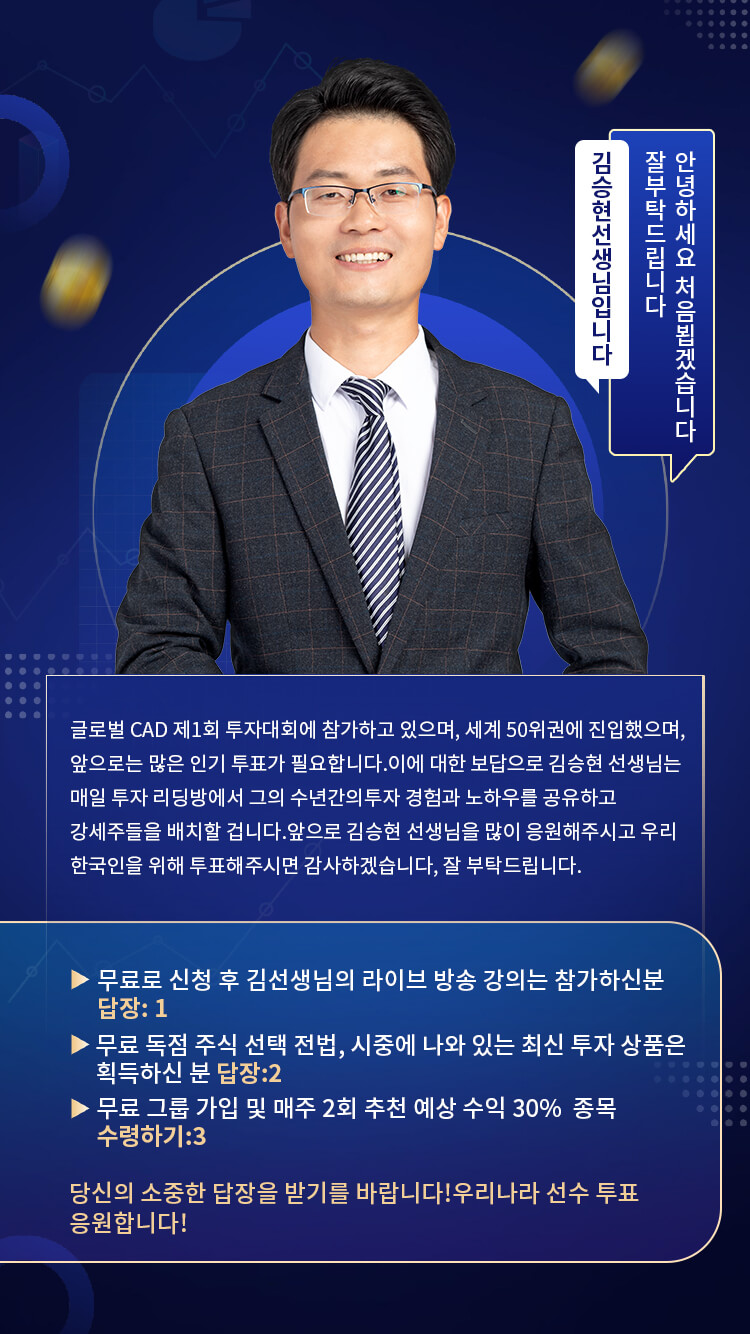 안녕하세요 처음뵙겠습니다
잘부탁드립니다
김승현선생님입니다
글로벌 CAD 제1회 투자대회에 참가하고 있으며, 세계 50위권에 진입했으며,
앞으로는 많은 인기 투표가 필요합니다.이에 대한 보답으로 김승현 선생님는
매일 투자 리딩방에서 그의 수년간의투자 경험과 노하우를 공유하고
강세주들을 배치할 겁니다.앞으로 김승현 선생님을 많이 응원해주시고 우리
한국인을 위해 투표해주시면 감사하겠습니다, 잘 부탁드립니다.
▶ 무료로 신청 후 김선생님의 라이브 방송 강의는 참가하신분
답장: 1
▶ 무료 독점 주식 선택 전법, 시중에 나와 있는 최신 투자 상품은
획득하신 분 답장:2
▶ 무료 그룹 가입 및 매주 2회 추천 예상 수익 30% 종목
수령하기:3
당신의 소중한 답장을 받기를 바랍니다!우리나라 선수 투표
응원합니다!